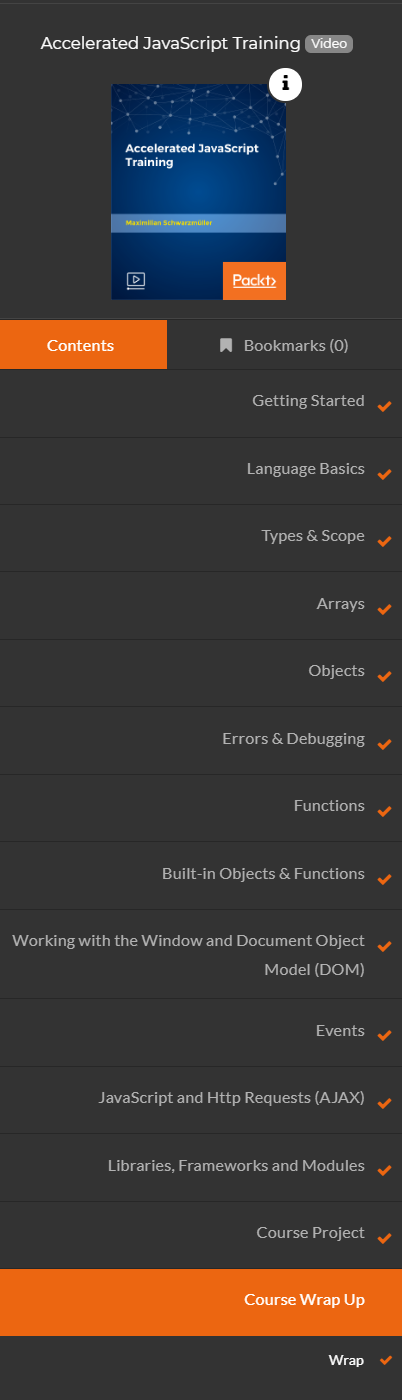 Accelerated JavaScript Training Video
i
Accelerated JavaScript
Training
Maximilian Schwarzmüller
Packt>
Contents
Bookmarks (0)
Getting Started
Language Basics
Types & Scope
Arrays
Objects
Errors & Debugging
Functions
Built-in Objects & Functions
Working with the Window and Document Object
Model (DOM)
Events
JavaScript and Http Requests (AJAX)
Libraries, Frameworks and Modules
Course Project
Course Wrap Up
Wrap